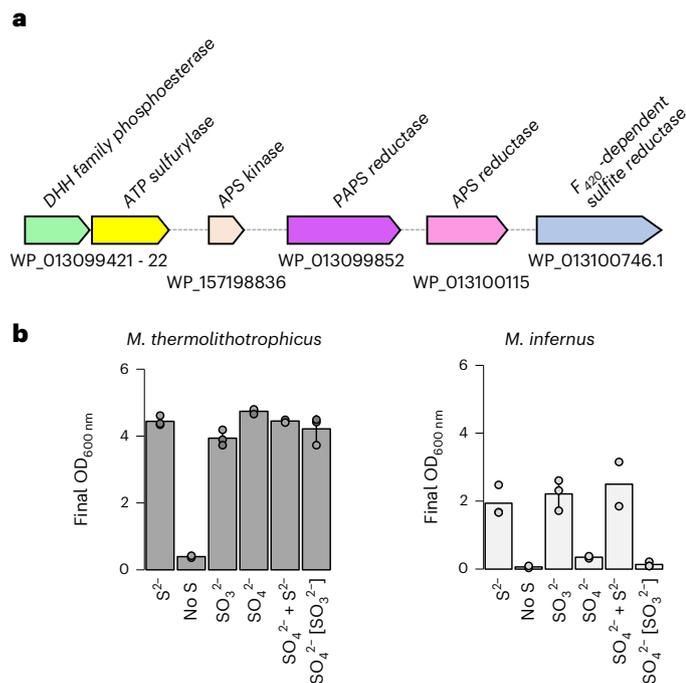 a
DHH family phosphoesterase
ATP sulfurylase
APS kinase
PAPS reductase
APS reductase
F₄₂₀-dependent
sulfite reductase
WP_013099421 - 22
WP_157198836
WP_013099852
WP_013100115
WP_013100746.1
b
M. thermolithotrophicus
M. infernus
Final OD₆₀₀ ₙₘ
6
4
2
0
S²⁻
No S
SO₃²⁻
SO₄²⁻
SO₄²⁻ + S²⁻
SO₄²⁻ [SO₃²⁻]
Final OD₆₀₀ ₙₘ
6
4
2
0
S²⁻
No S
SO₃²⁻
SO₄²⁻
SO₄²⁻ + S²⁻
SO₄²⁻ [SO₃²⁻]